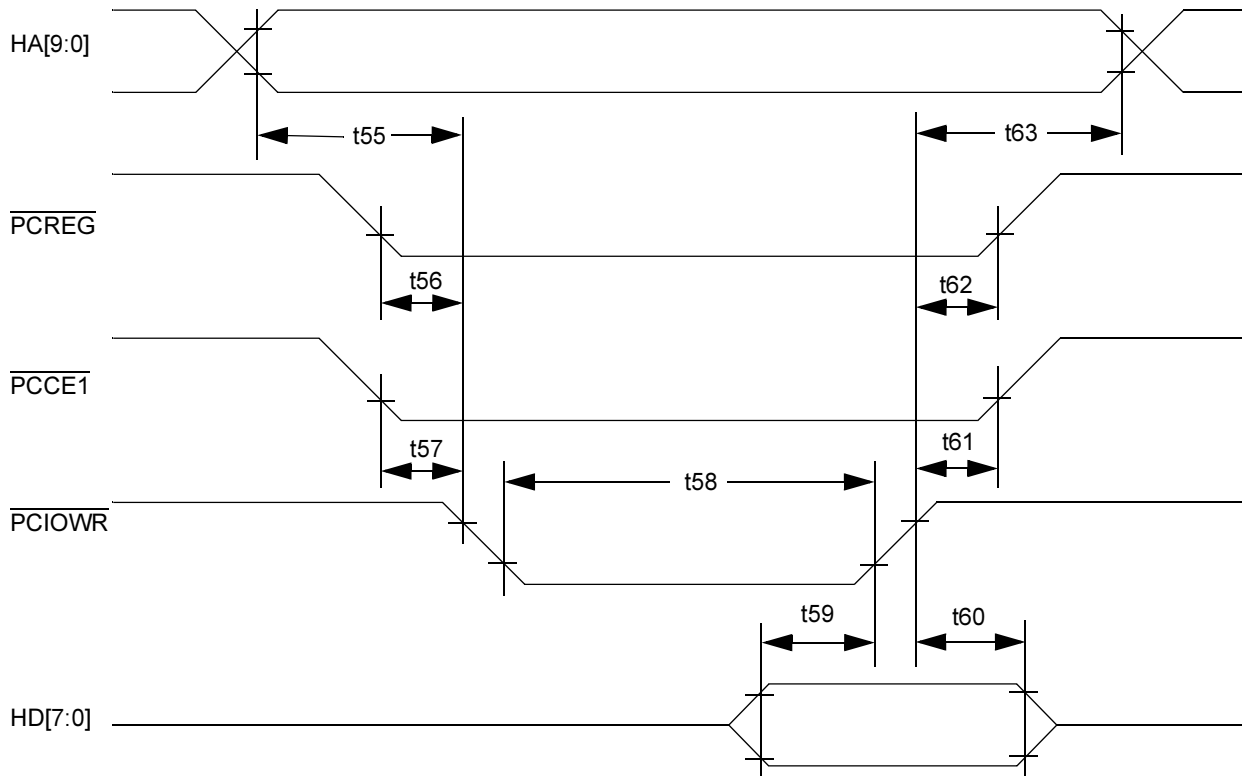 HA[9:0]
t55
t63
PCREG
t56
t62
PCCE1
t57
t61
t58
PCIOWR
t59
t60
HD[7:0]